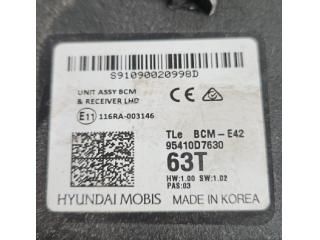 S91090020998D
UNIT ASSY BCM
& RECEIVER LHD
E11 116RA-003146
CE
TLe BCM-E42
95410D7630
63T
HW:1.00 SW:1.02
PAS:03
HYUNDAI MOBIS MADE IN KOREA